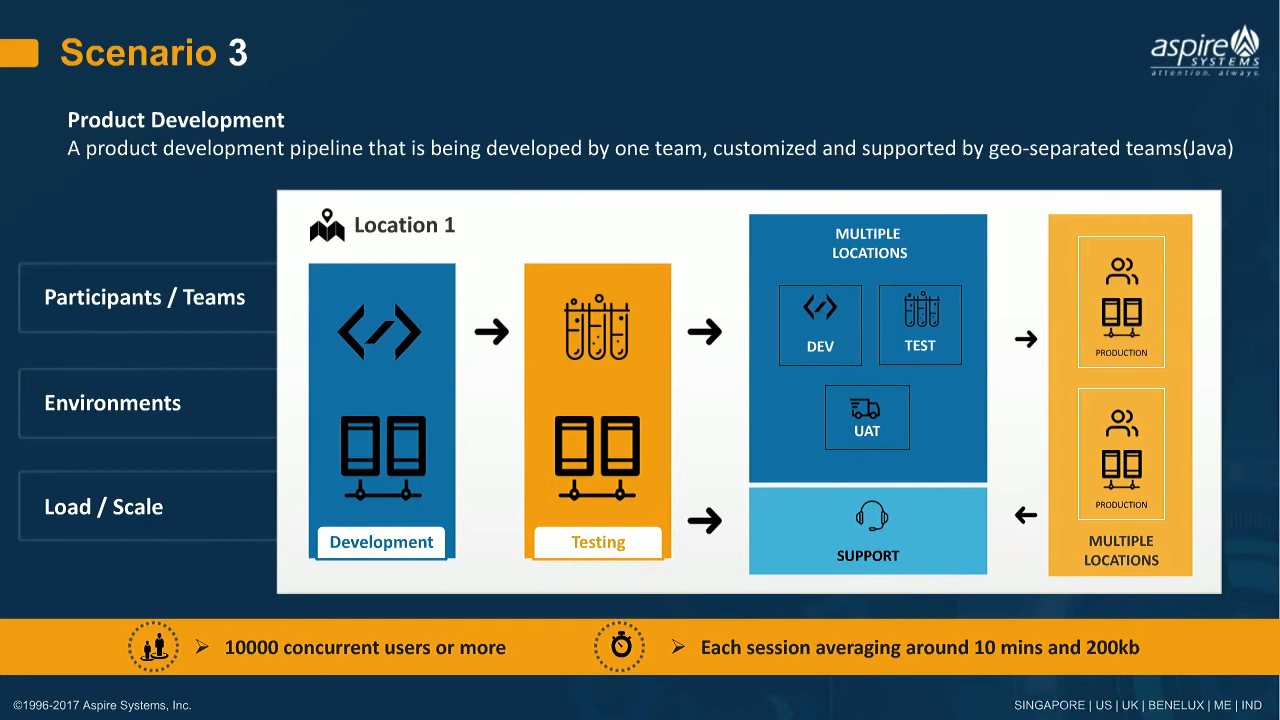 Scenario 3
aspire
SYSTEMS
attention. always.
Product Development
A product development pipeline that is being developed by one team, customized and supported by geo-separated teams(Java)
Participants / Teams
Environments
Load / Scale
Location 1
Development
Testing
MULTIPLE
LOCATIONS
DEV
TEST
UAT
SUPPORT
PRODUCTION
PRODUCTION
MULTIPLE
LOCATIONS
10000 concurrent users or more
Each session averaging around 10 mins and 200kb
©1996-2017 Aspire Systems, Inc.
SINGAPORE | US | UK | BENELUX | ME | IND